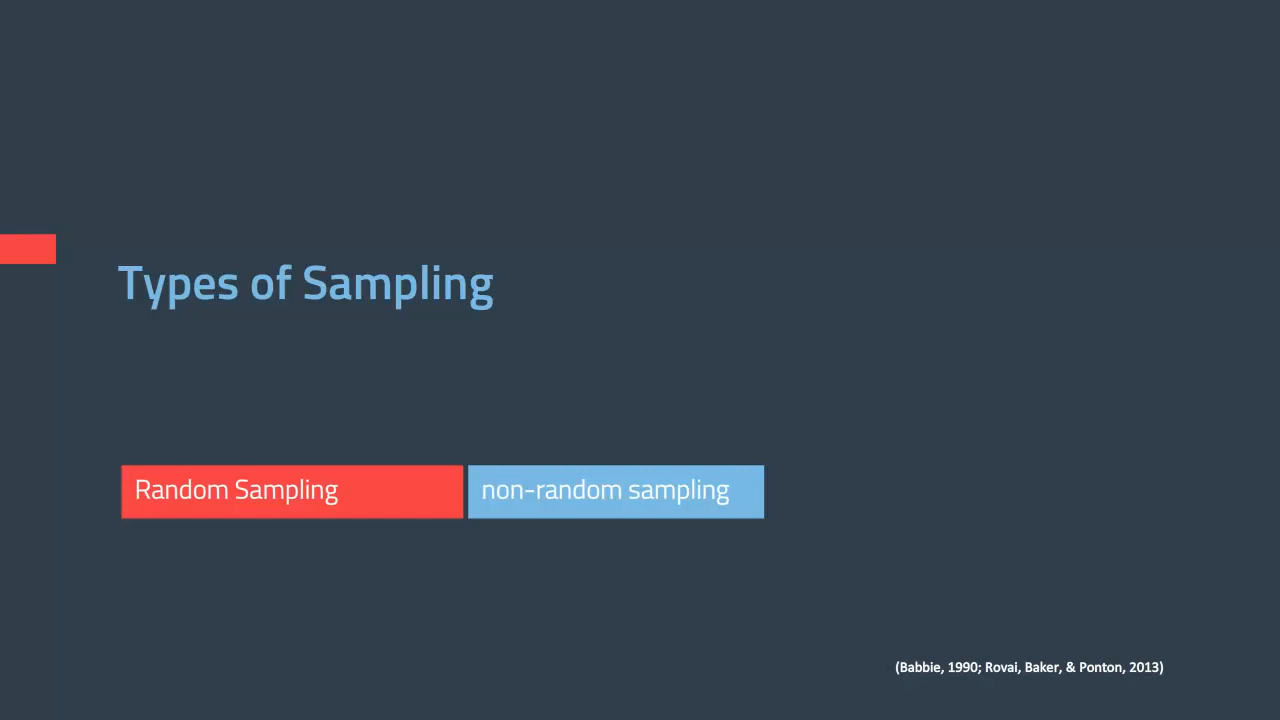 Types of Sampling
Random Sampling
non-random sampling
(Babbie, 1990; Rovai, Baker, & Ponton, 2013)